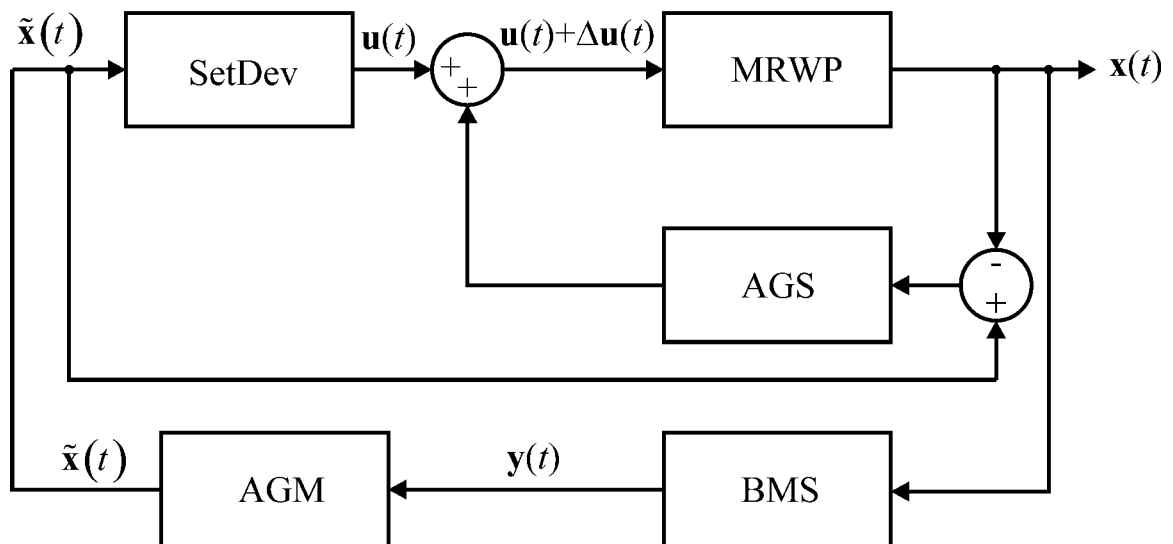 x̃(t)
SetDev
u(t)
+
+
u(t)+Δu(t)
MRWP
x(t)
AGS
-
+
x̃(t)
AGM
y(t)
BMS